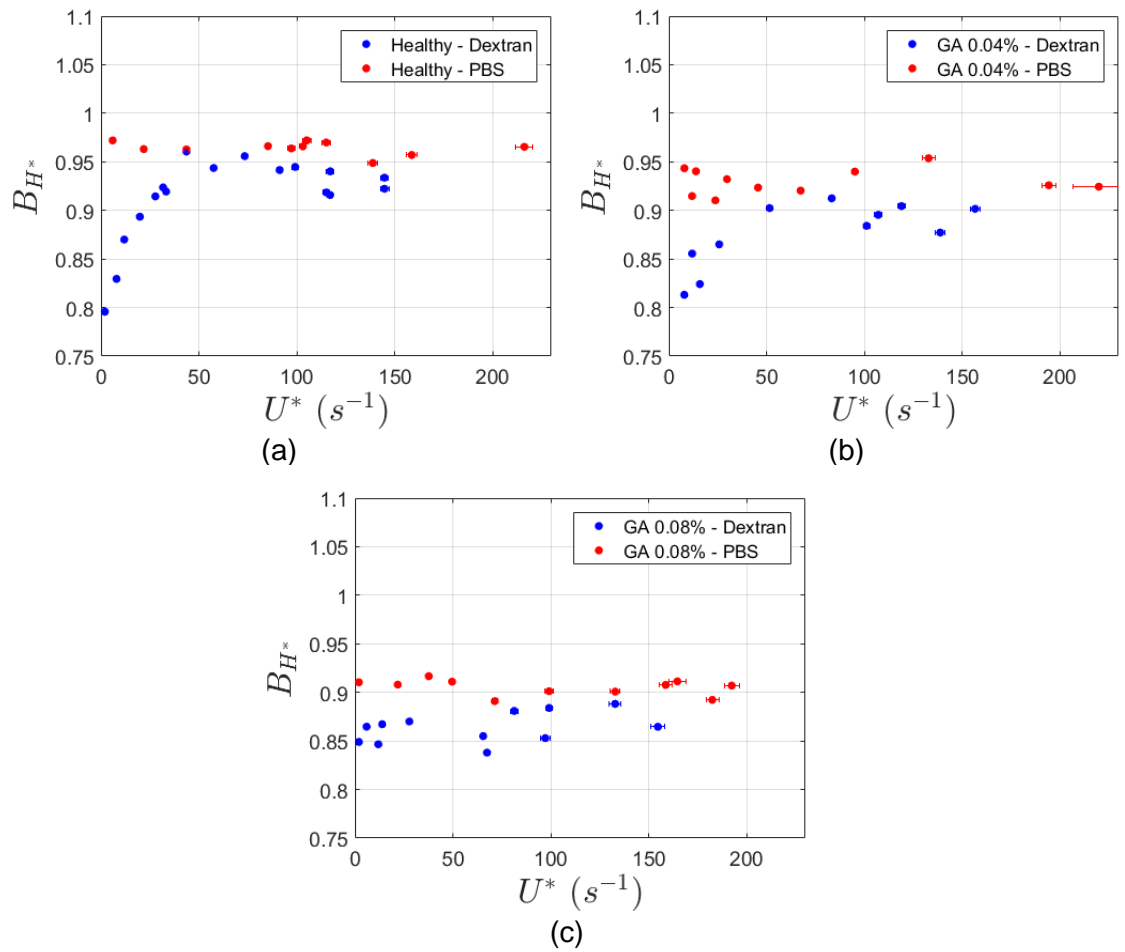 1.1
1.05
1
0.95
0.9
0.85
0.8
0.75
B_{H^*}
Healthy - Dextran
Healthy - PBS
0 50 100 150 200
U^* (s^{-1})
(a)
1.1
1.05
1
0.95
0.9
0.85
0.8
0.75
B_{H^*}
GA 0.04% - Dextran
GA 0.04% - PBS
0 50 100 150 200
U^* (s^{-1})
(b)
1.1
1.05
1
0.95
0.9
0.85
0.8
0.75
B_{H^*}
GA 0.08% - Dextran
GA 0.08% - PBS
0 50 100 150 200
U^* (s^{-1})
(c)